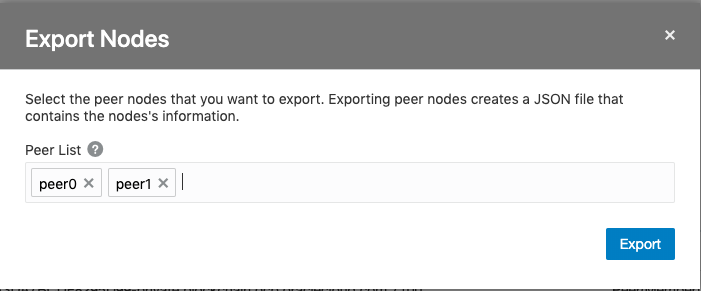 Export Nodes
Select the peer nodes that you want to export. Exporting peer nodes creates a JSON file that
contains the nodes's information.
Peer List ?
peer0 ×
peer1 ×
Export